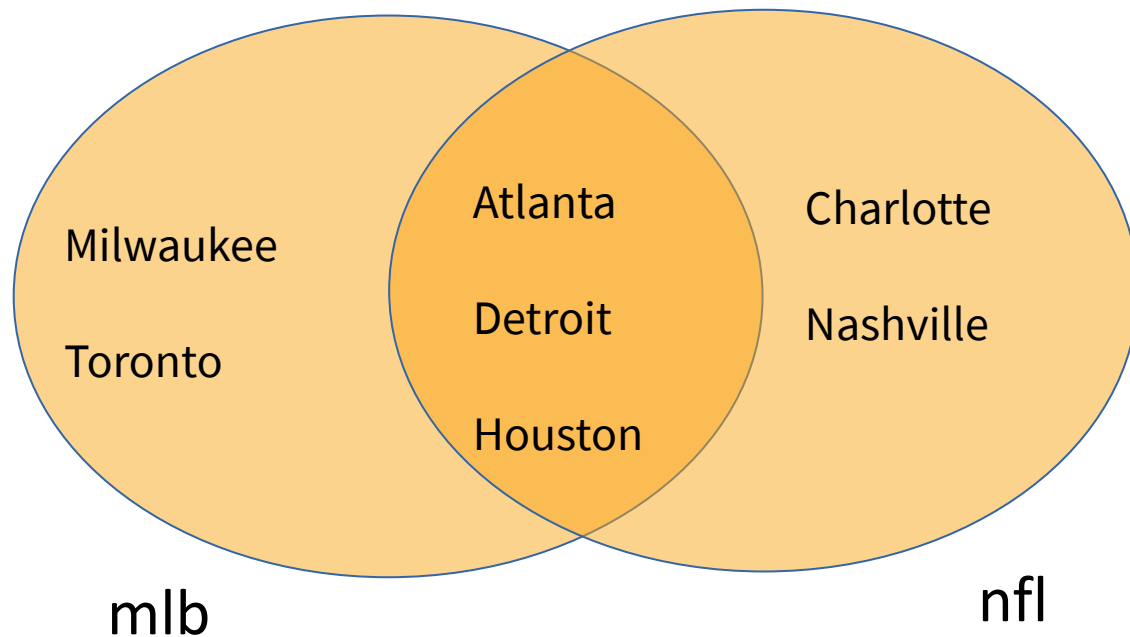 Milwaukee
Toronto
Atlanta
Detroit
Houston
Charlotte
Nashville
mlb
nfl